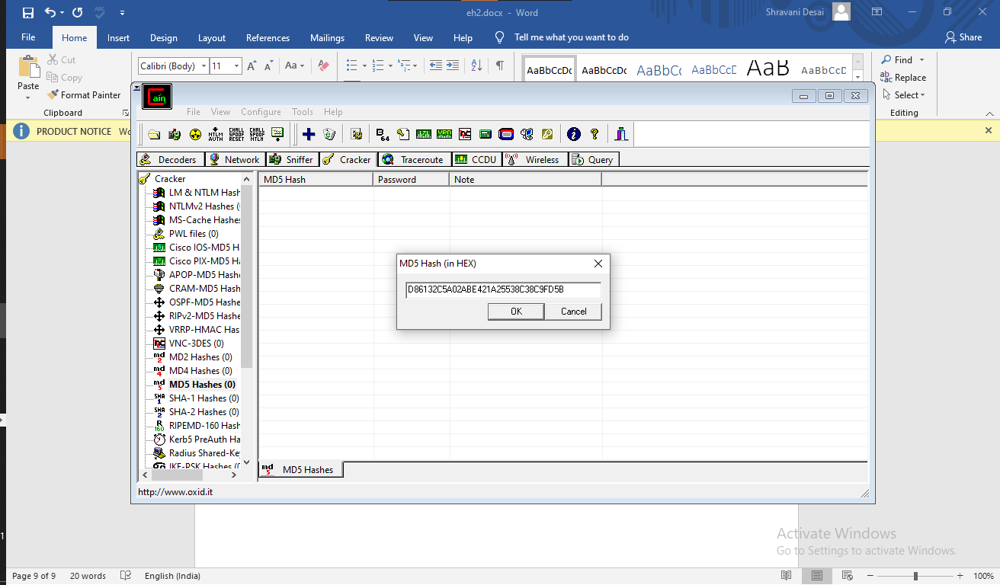 eh2.docx - Word
Shravani Desai
File Home Insert Design Layout References Mailings Review View Help Tell me what you want to do Share
Paste
Cut
Copy
Format Painter
Clipboard
Calibri (Body) 11 Aa
AaBbCcDc AaBbCcDc AaBbCc AaBbCcD AaB AaBbCcD
Find
Replace
Select
Editing
PRODUCT NOTICE
Cain
File View Configure Tools Help
NTLM AUTH
CHALL SPOOF RESET
CHALL SPOOF NTLM
B64
Decoders Network Sniffer Cracker Traceroute CCDU Wireless Query
Cracker
LM & NTLM Hash
NTLMv2 Hashes (
MS-Cache Hashe
PWL files (0)
Cisco IOS-MD5 H
Cisco PIX-MD5 H
APOP-MD5 Hash
CRAM-MD5 Hash
OSPF-MD5 Hashe
RIPv2-MD5 Hashe
VRRP-HMAC Has
VNC-3DES (0)
MD2 Hashes (0)
MD4 Hashes (0)
MD5 Hashes (0)
SHA-1 Hashes (0)
SHA-2 Hashes (0)
RIPEMD-160 Hash
Kerb5 PreAuth Ha
Radius Shared-Ke
IKE-PSK Hashes (
MD5 Hash Password Note
MD5 Hash (in HEX)
D86132C5A02ABE421A25538C38C9FD5B
OK Cancel
md5 MD5 Hashes
http://www.oxid.it
Activate Windows
Go to Settings to activate Windows.
Page 9 of 9 20 words English (India) 100%